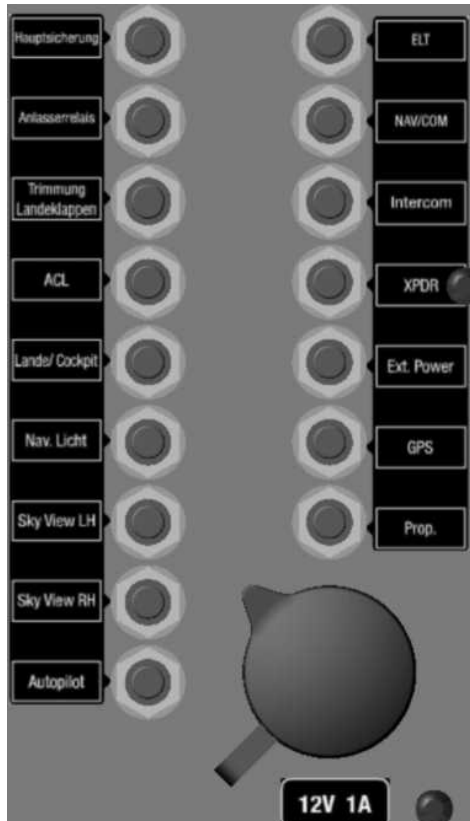 Hauptsicherung
Anlasserrelais
Trimmung
Landeklappen
ACL
Lande/ Cockpit
Nav. Licht
Sky View LH
Sky View RH
Autopilot
ELT
NAV/COM
Intercom
XPDR
Ext. Power
GPS
Prop.
12V 1A